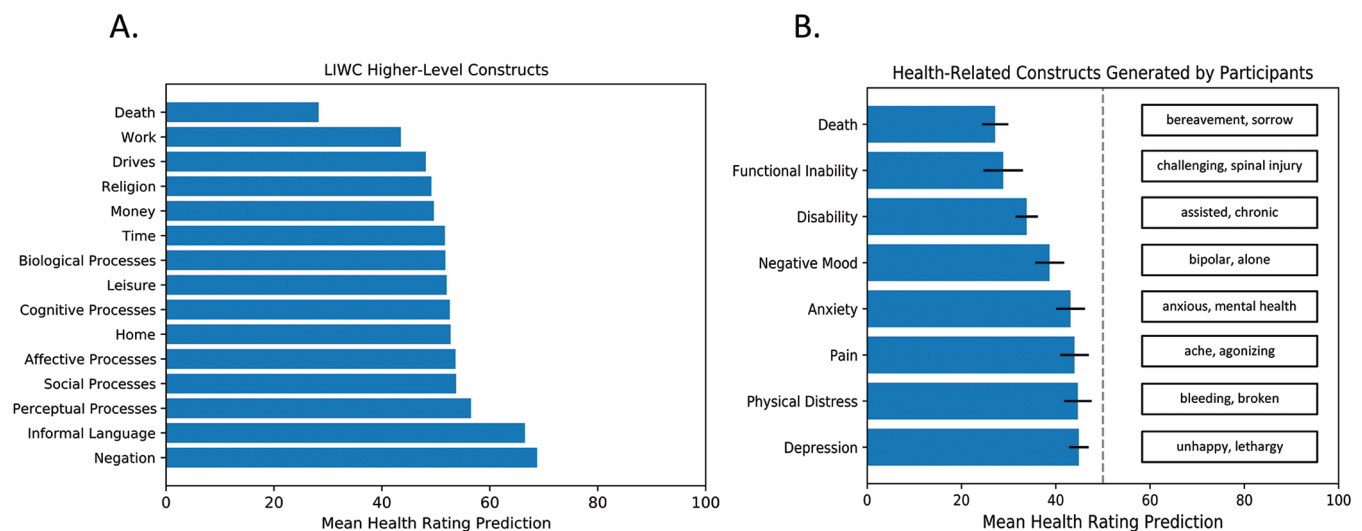 A.
LIWC Higher-Level Constructs
Death
Work
Drives
Religion
Money
Time
Biological Processes
Leisure
Cognitive Processes
Home
Affective Processes
Social Processes
Perceptual Processes
Informal Language
Negation
0 20 40 60 80 100
Mean Health Rating Prediction
B.
Health-Related Constructs Generated by Participants
Death bereavement, sorrow
Functional Inability challenging, spinal injury
Disability assisted, chronic
Negative Mood bipolar, alone
Anxiety anxious, mental health
Pain ache, agonizing
Physical Distress bleeding, broken
Depression unhappy, lethargy
0 20 40 60 80 100
Mean Health Rating Prediction